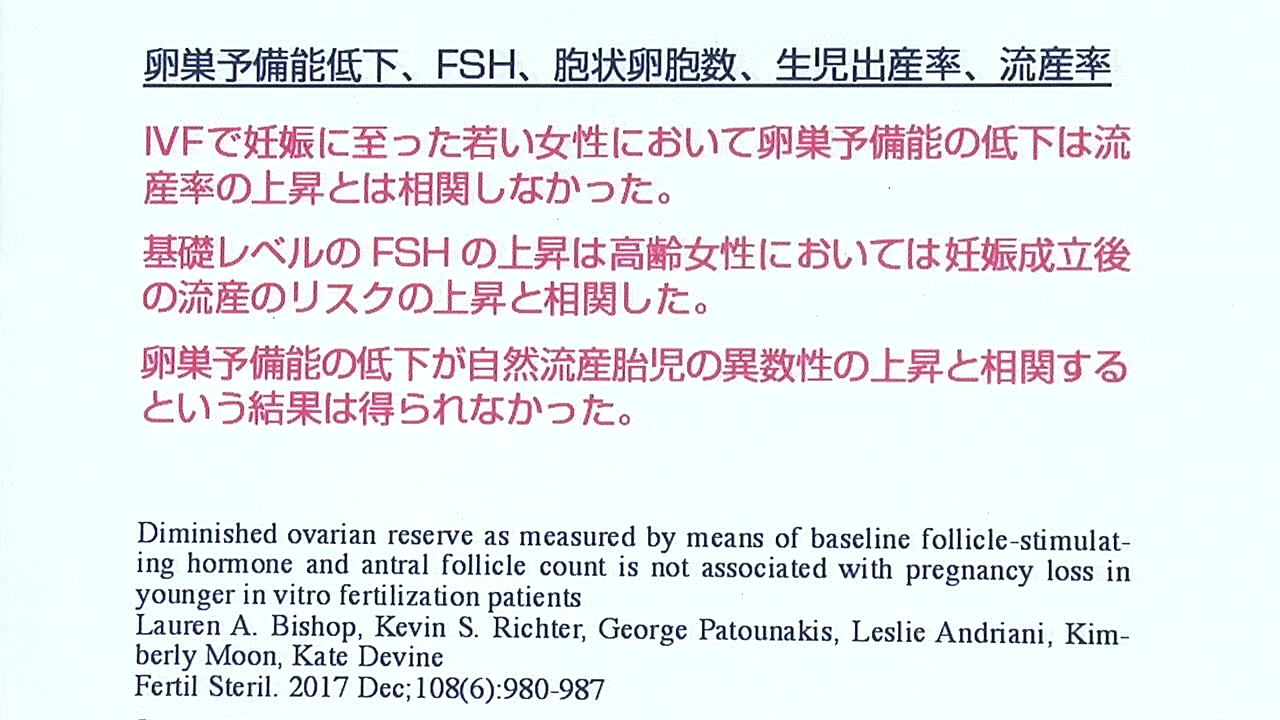 卵巣予備能低下、FSH、胞状卵胞数、生児出産率、流産率
IVFで妊娠に至った若い女性において卵巣予備能の低下は流
産率の上昇とは相関しなかった。
基礎レベルの FSH の上昇は高齢女性においては妊娠成立後
の流産のリスクの上昇と相関した。
卵巣予備能の低下が自然流産胎児の異数性の上昇と相関する
という結果は得られなかった。
Diminished ovarian reserve as measured by means of baseline follicle-stimulat-
ing hormone and antral follicle count is not associated with pregnancy loss in
younger in vitro fertilization patients
Lauren A. Bishop, Kevin S. Richter, George Patounakis, Leslie Andriani, Kim-
berly Moon, Kate Devine
Fertil Steril. 2017 Dec;108(6):980-987